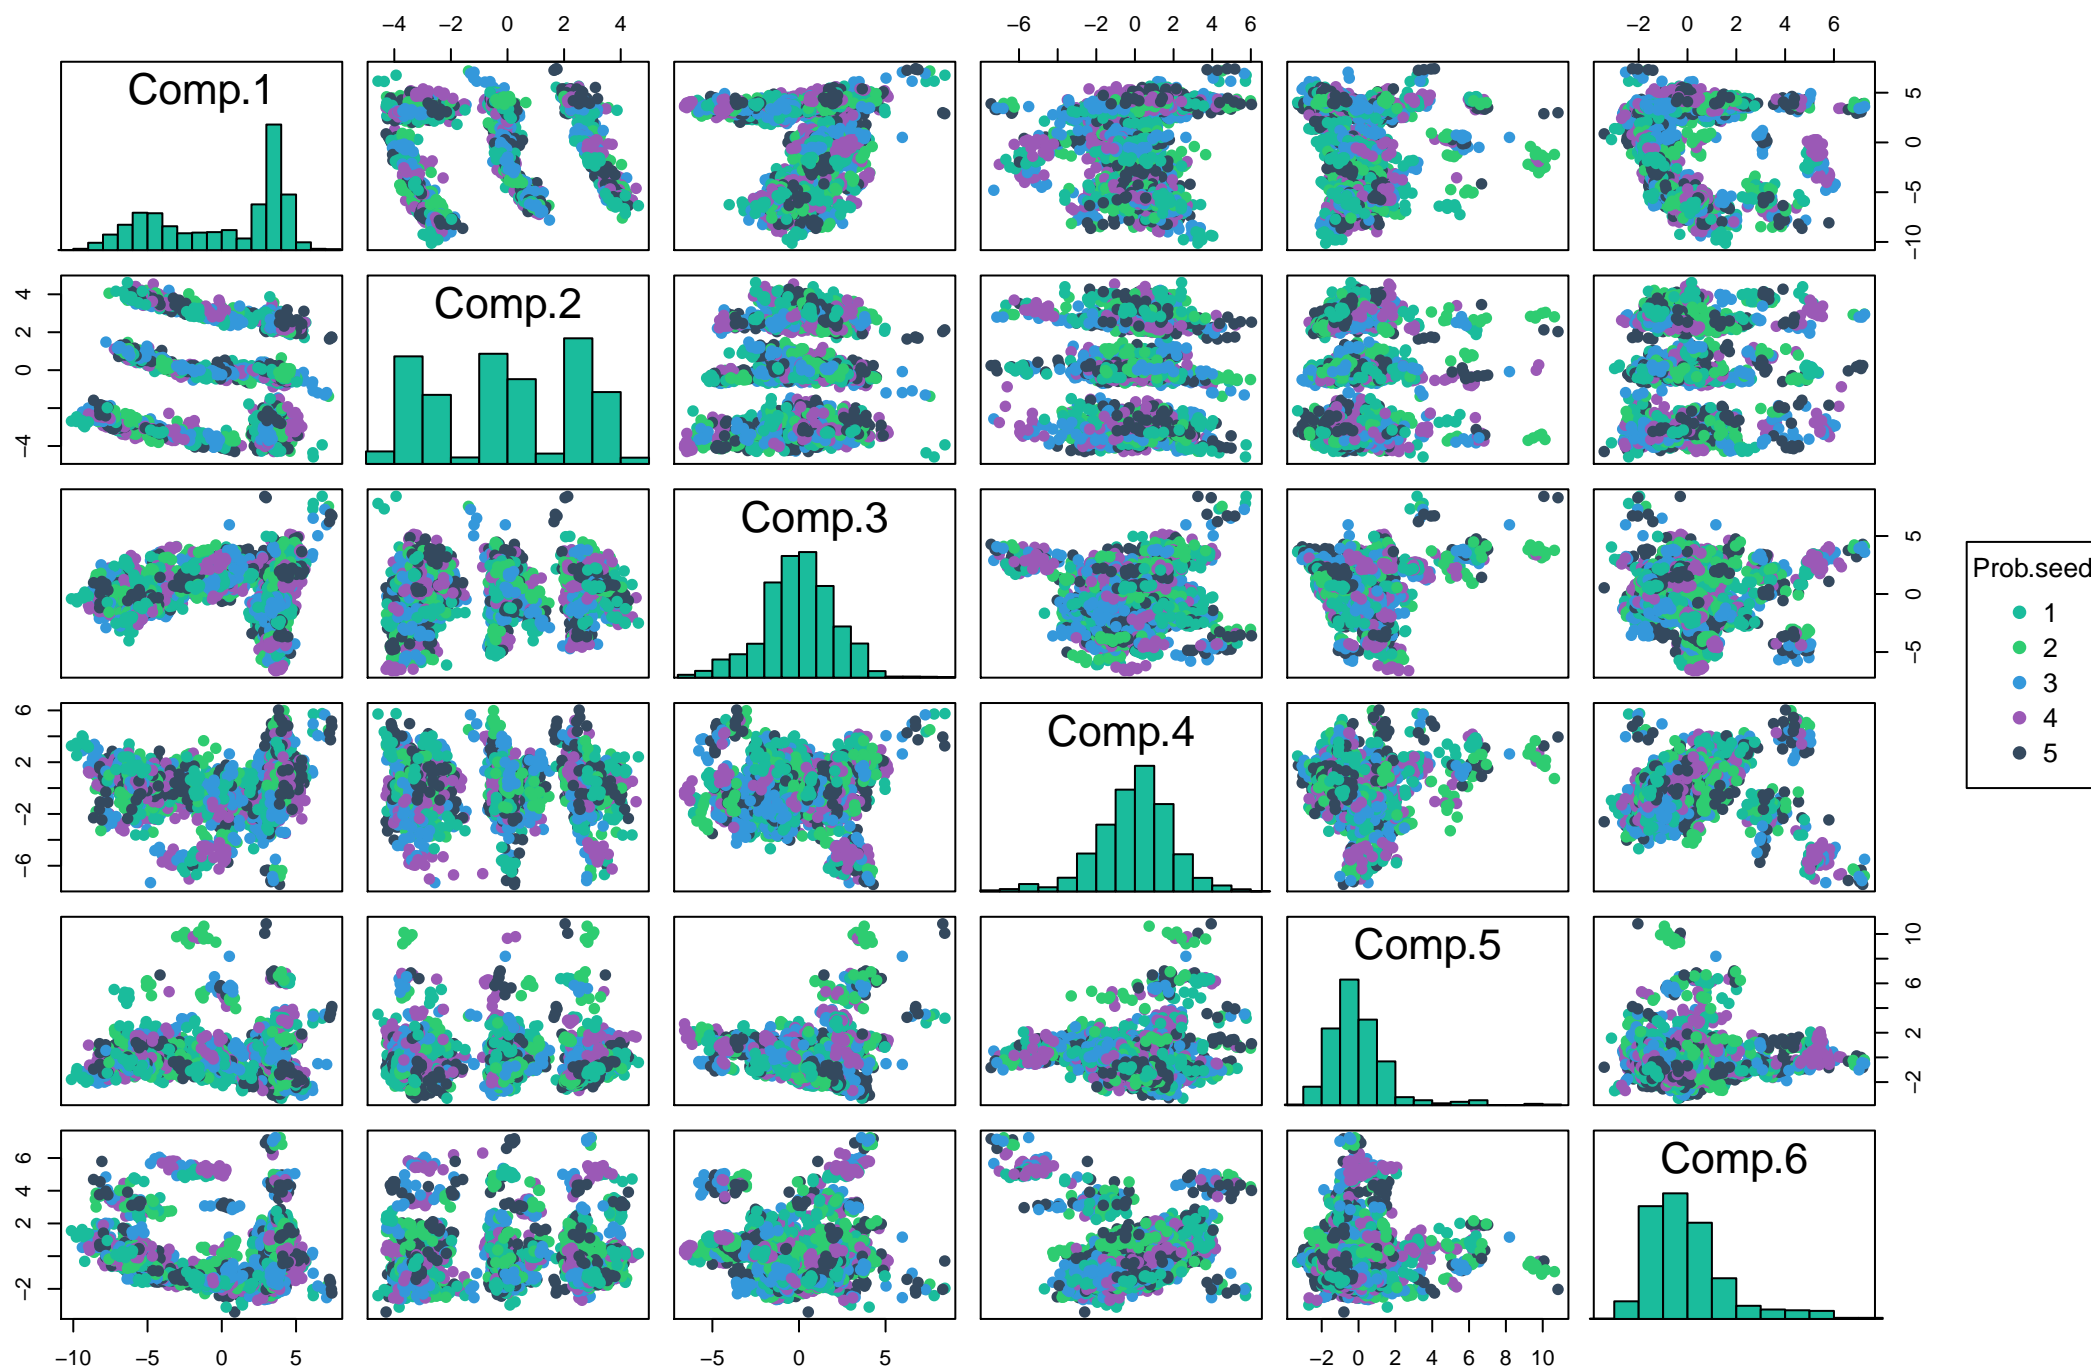 −4 −2 0 2 4 −6 −2 0 2 4 6 −2 0 2 4 6
Comp.1
−10 −5 0 5
4 2 0 −4
Comp.2
Comp.3
−5 0 5
Prob.seed
1
2
3
4
5
6 2 −2 −6
Comp.4
Comp.5
−2 2 6 10
6 4 2 −2
Comp.6
−10 −5 0 5 −5 0 5 −2 0 2 4 6 8 10